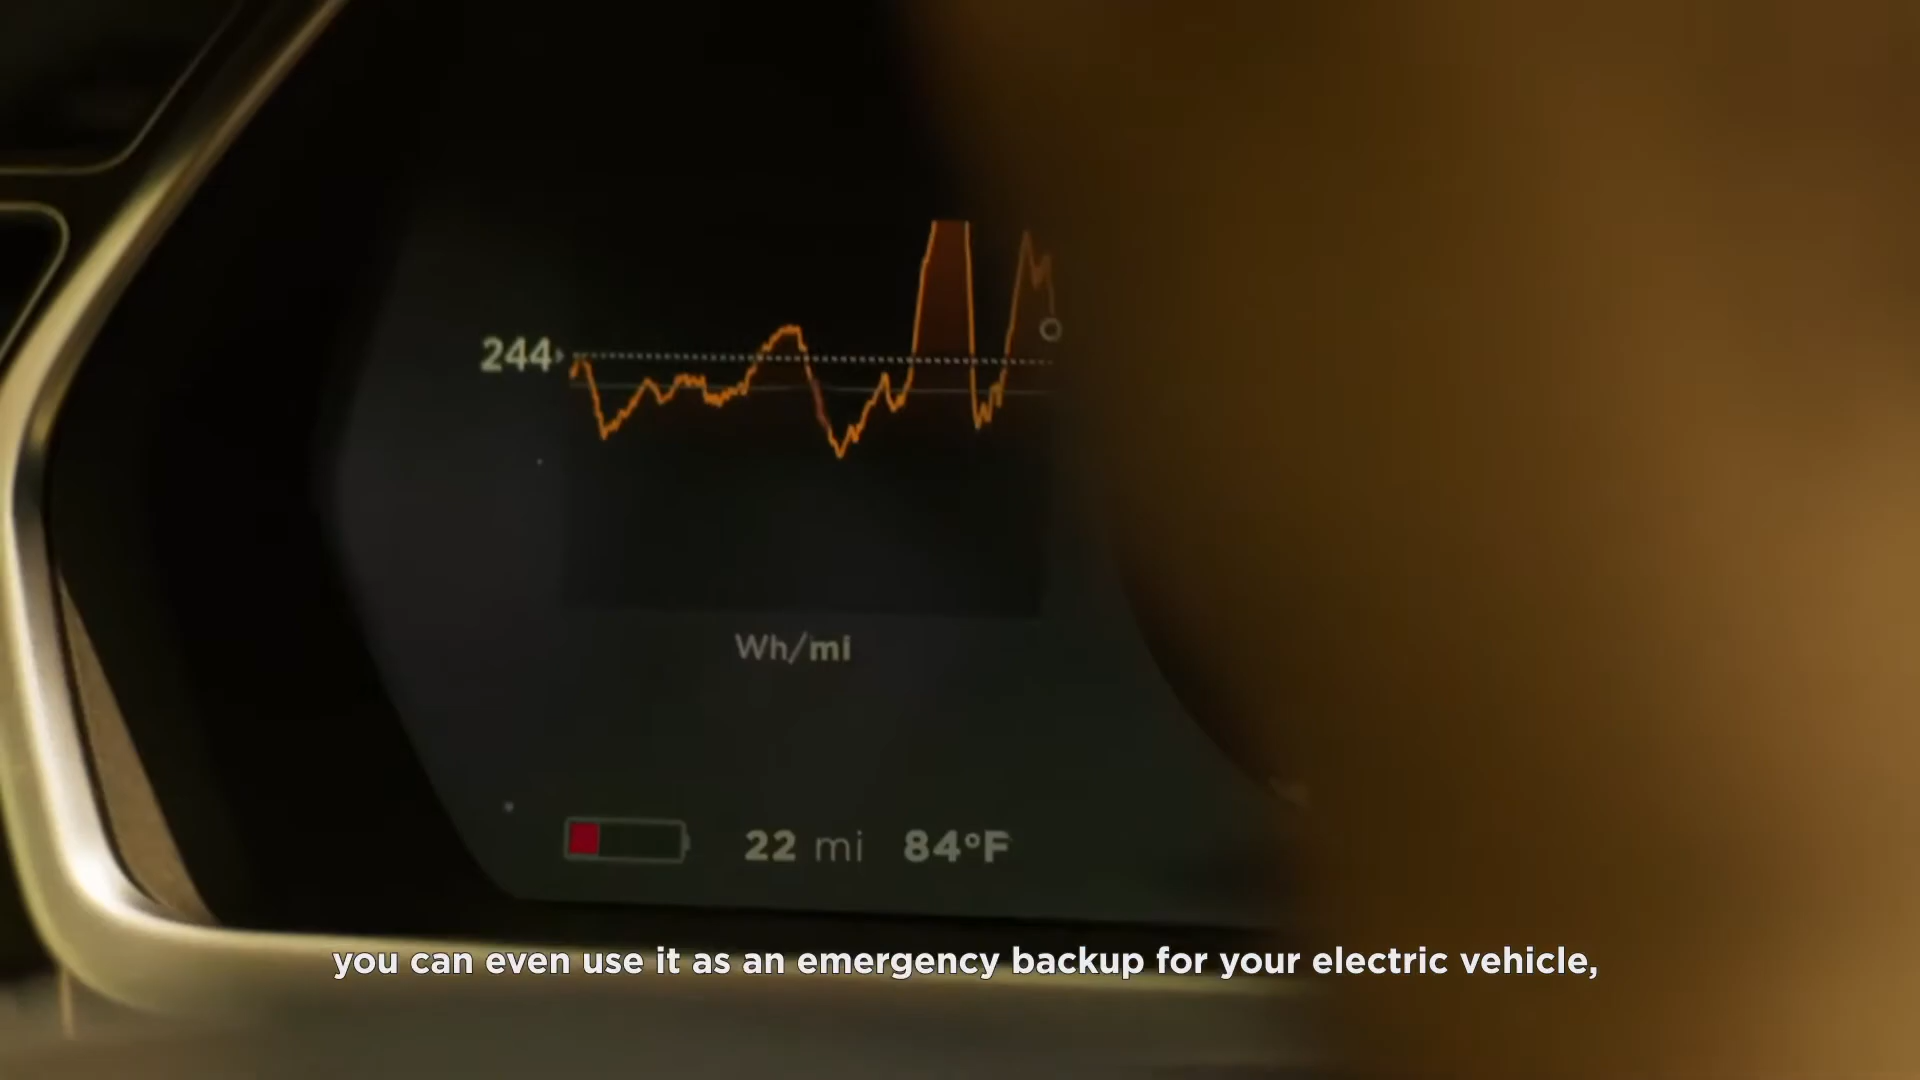 244
Wh/mi
22 mi 84°F
you can even use it as an emergency backup for your electric vehicle,